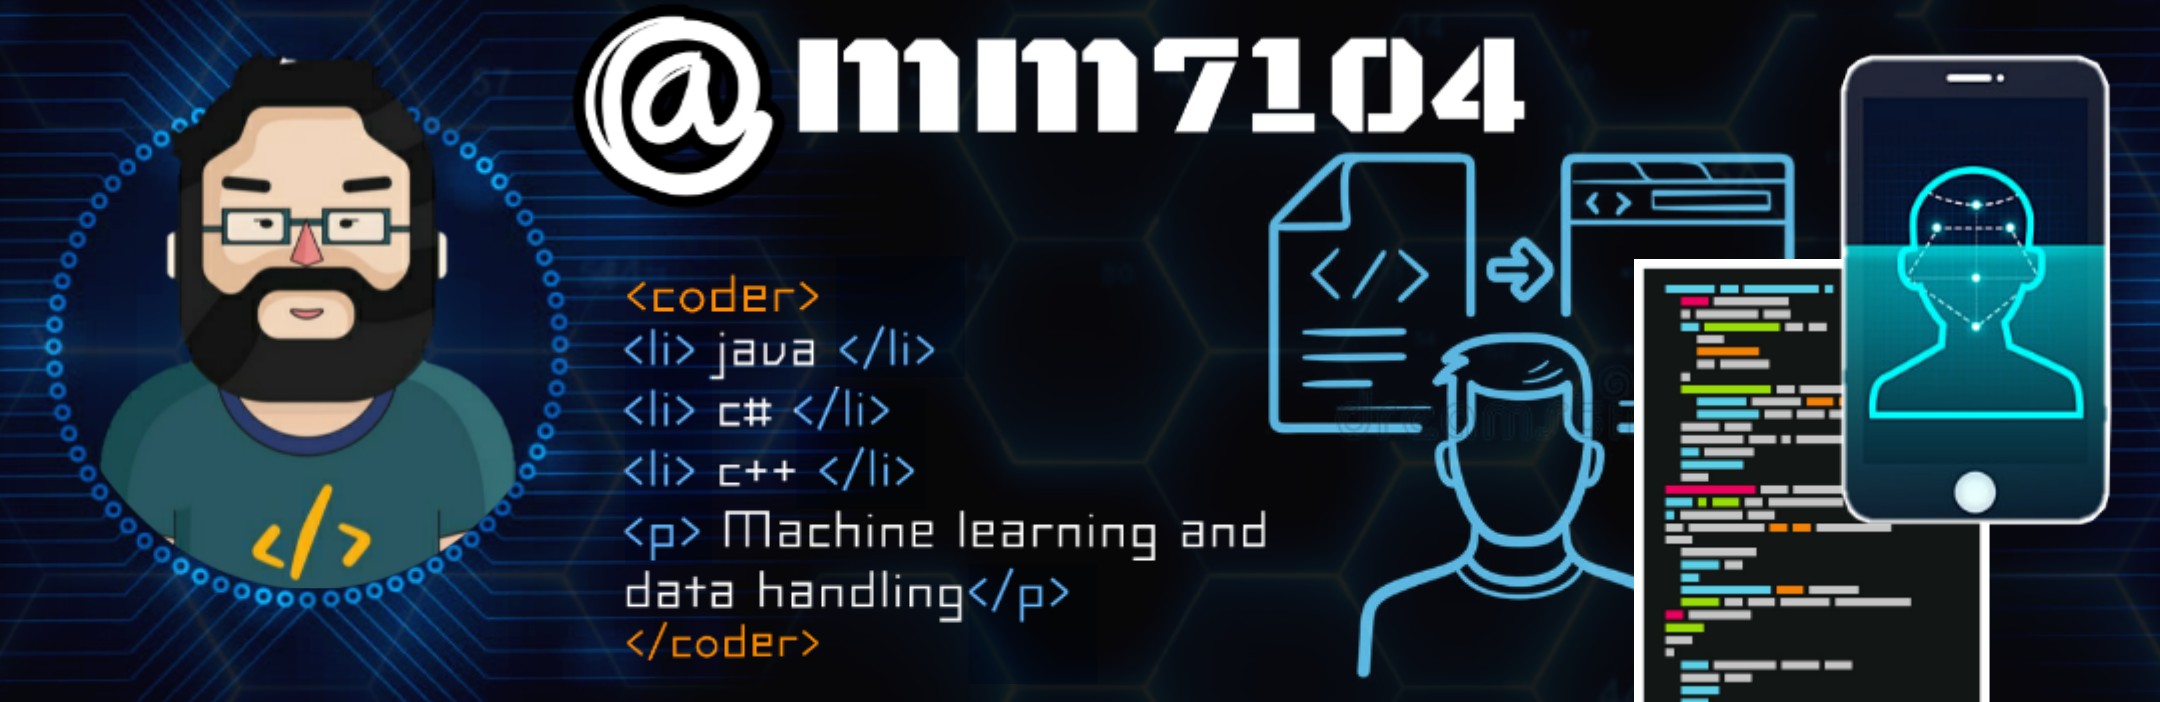 @mm7104
<coder>
<li> java </li>
<li> c# </li>
<li> c++ </li>
<p> Machine learning and
data handling</p>
</coder>
</>
</>
<>